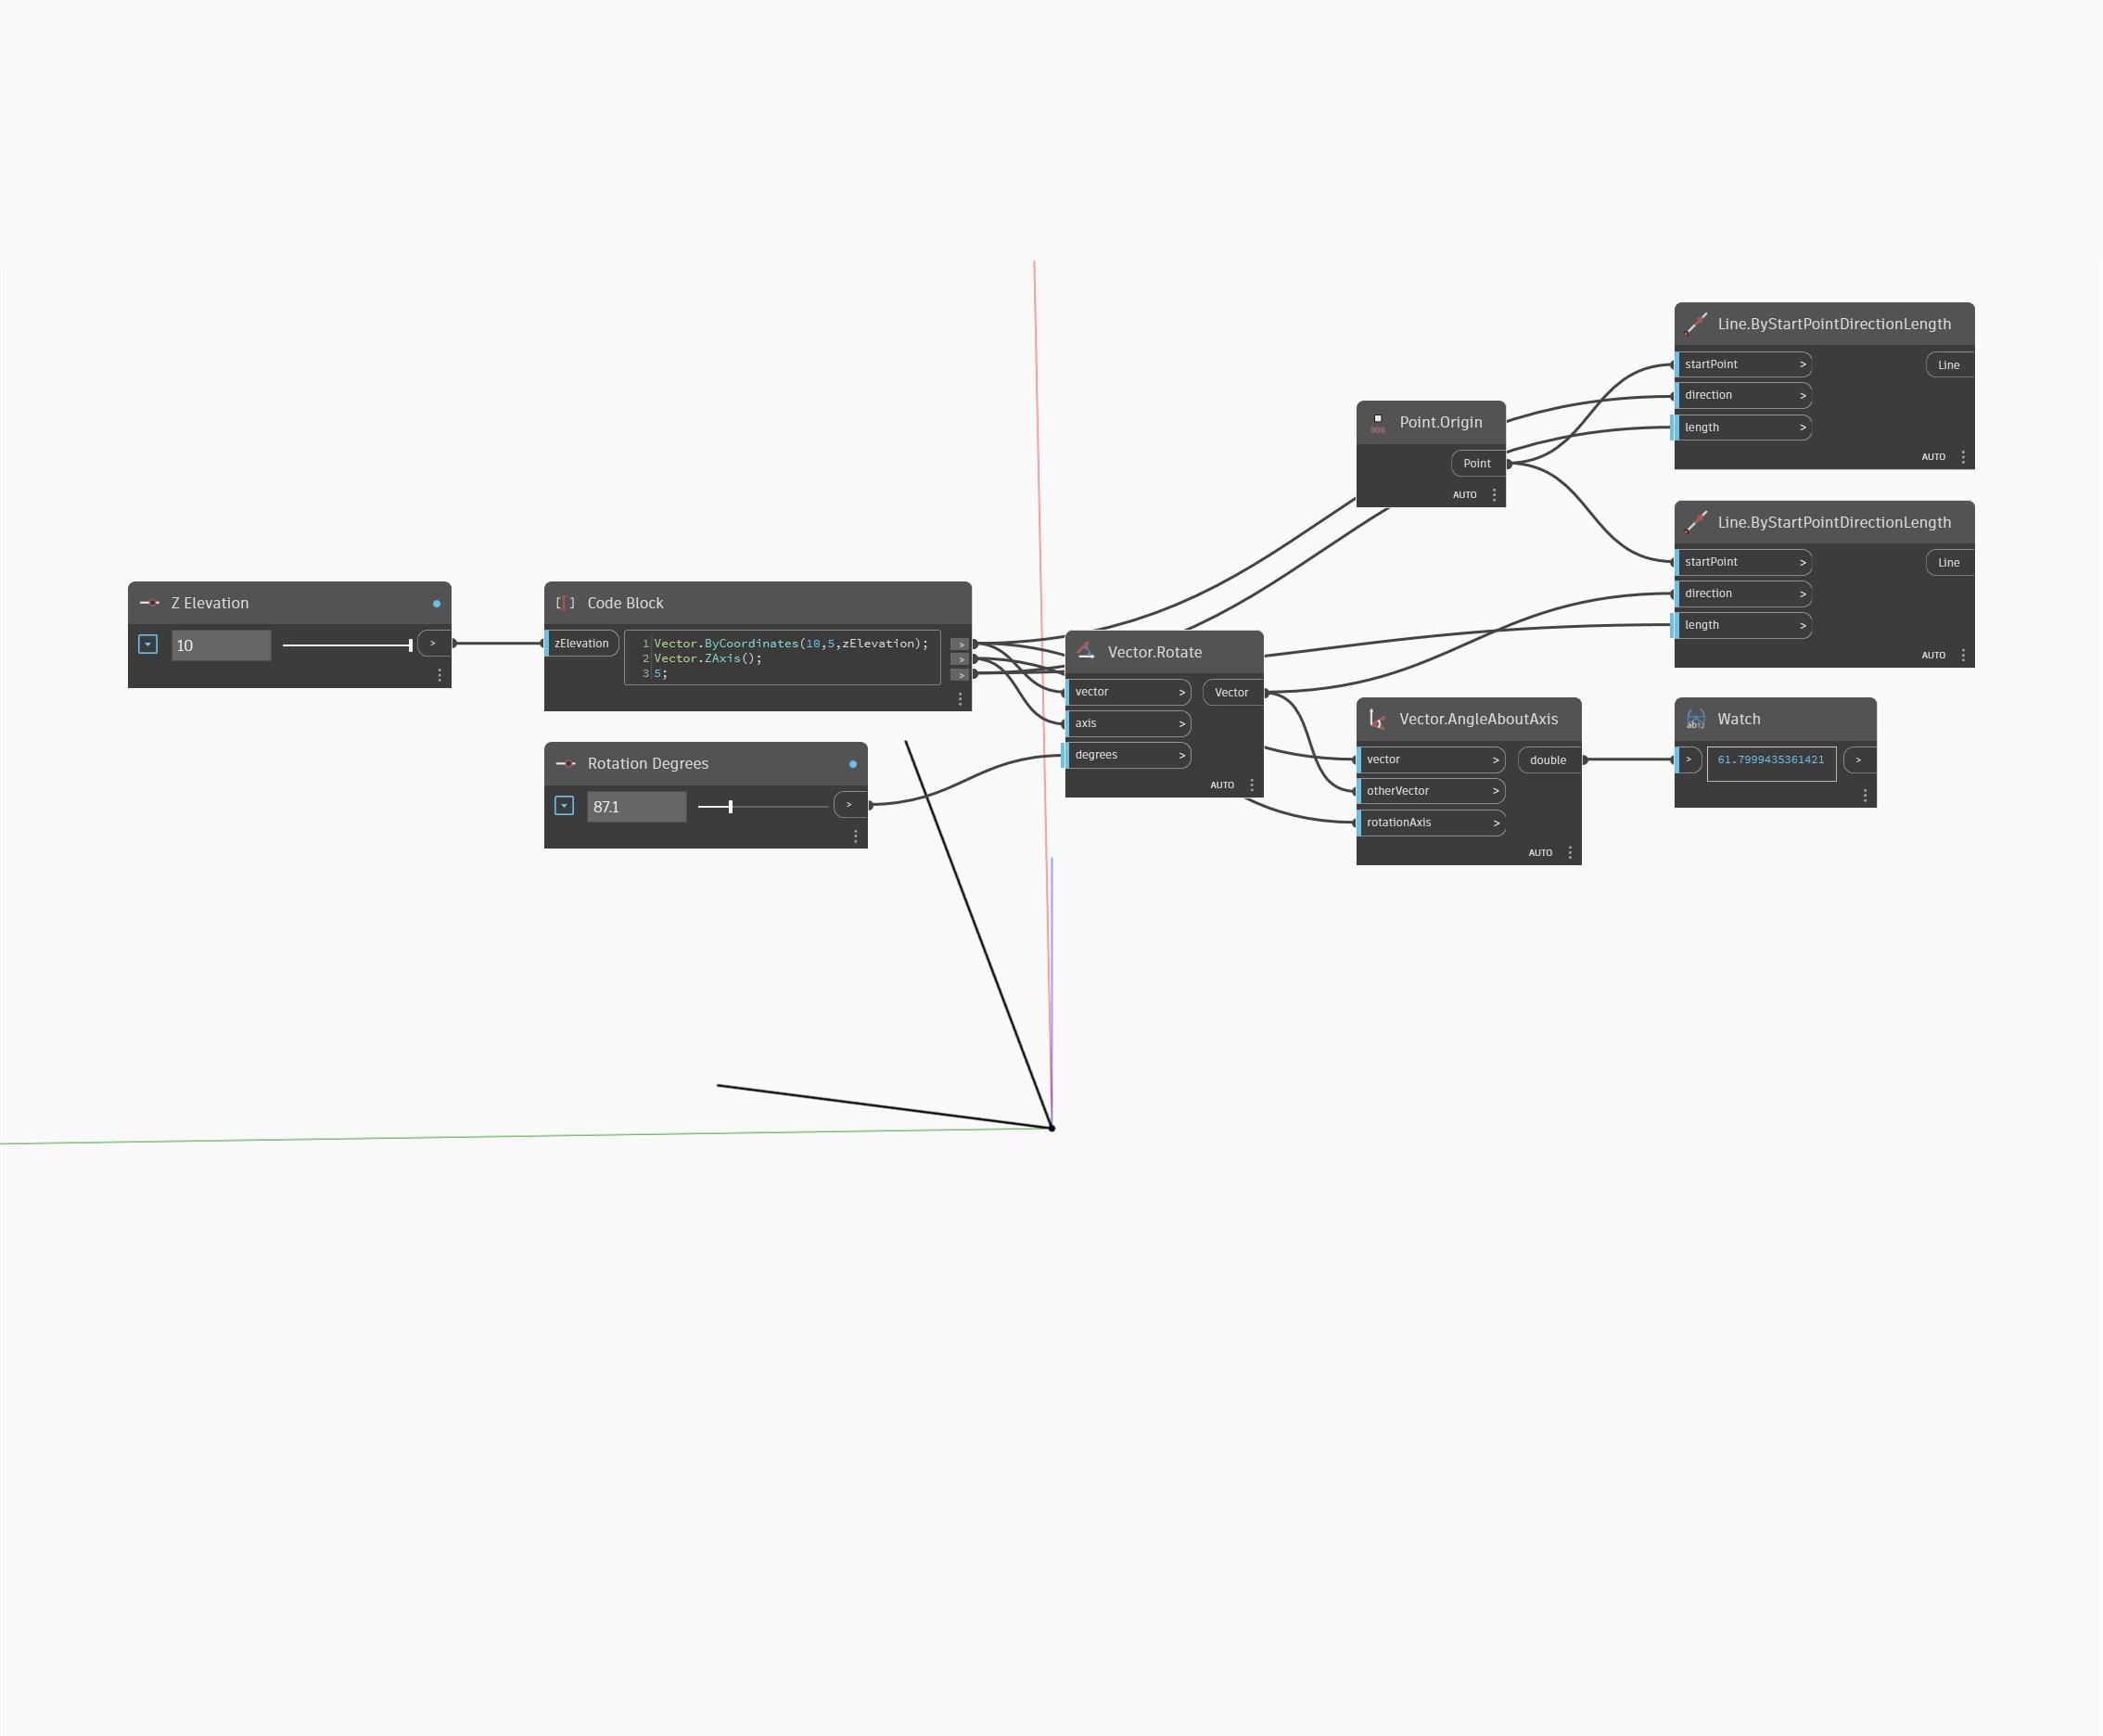 Line.ByStartPointDirectionLength
startPoint > Line
direction >
length >
AUTO
Point.Origin
000
Point
AUTO
Line.ByStartPointDirectionLength
startPoint > Line
direction >
length >
AUTO
Z Elevation
10 >
Code Block
zElevation
1 Vector.ByCoordinates(10,5,zElevation); >
2 Vector.ZAxis(); >
3 5; >
Vector.Rotate
vector > Vector
axis >
degrees >
AUTO
Rotation Degrees
87.1 >
Vector.AngleAboutAxis
vector > double
otherVector >
rotationAxis >
AUTO
Watch
> 61.7999435361421 >